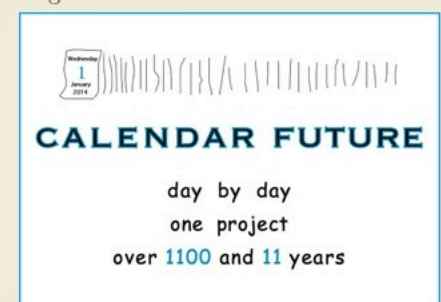 Wednesday
1
January
2014
CALENDAR FUTURE
day by day
one project
over 1100 and 11 years